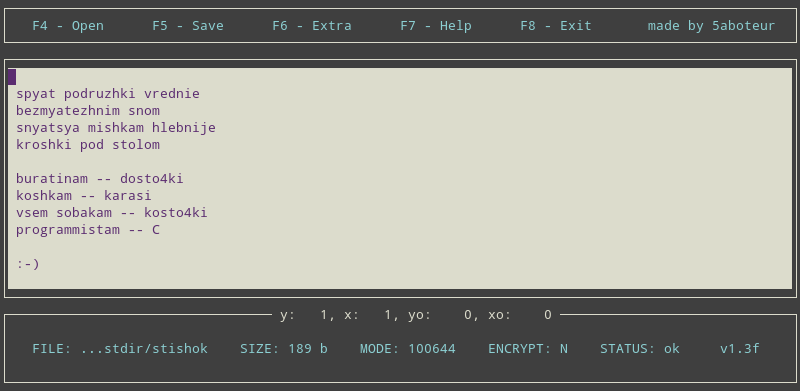 F4 - Open F5 - Save F6 - Extra F7 - Help F8 - Exit made by 5aboteur
spyat podruzhki vrednie
bezmyatezhnim snom
snyatsya mishkam hlebnije
kroshki pod stolom
buratinam -- dosto4ki
koshkam -- karasi
vsem sobakam -- kosto4ki
programmistam -- C
:-)
y: 1, x: 1, yo: 0, xo: 0
FILE: ...stdir/stishok SIZE: 189 b MODE: 100644 ENCRYPT: N STATUS: ok v1.3f